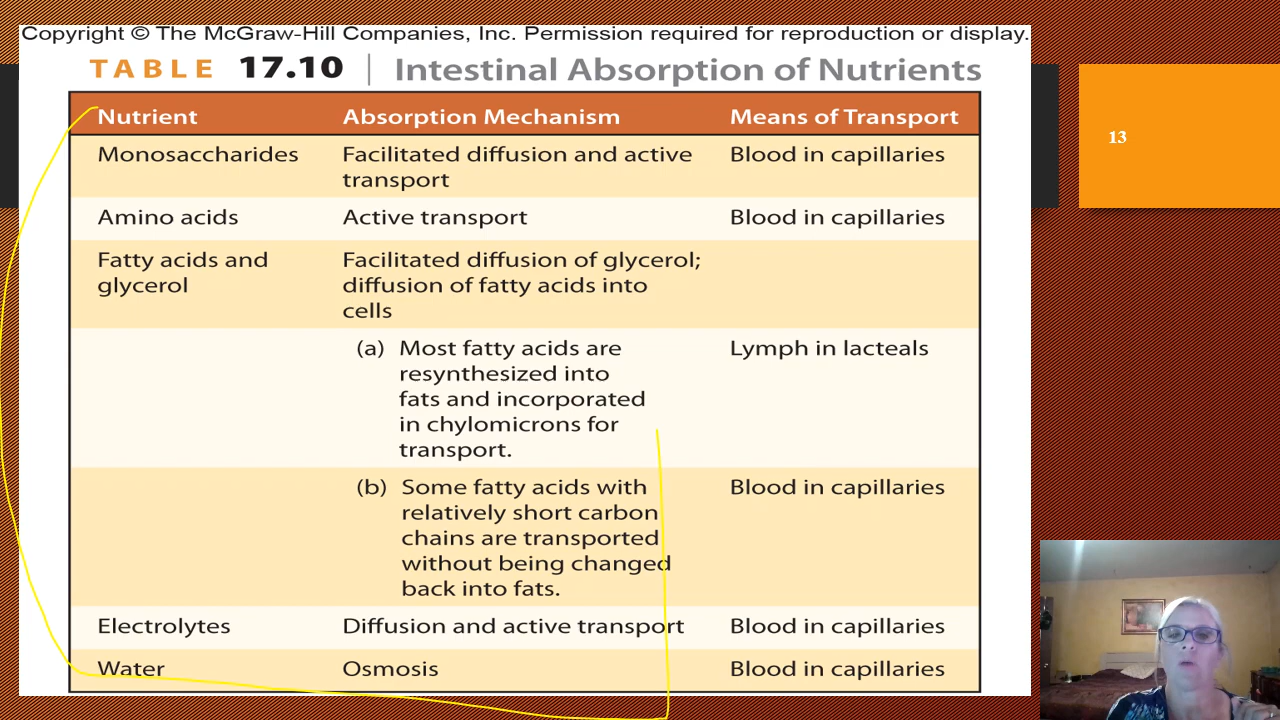 Copyright © The McGraw-Hill Companies, Inc. Permission required for reproduction or display.
TABLE 17.10 | Intestinal Absorption of Nutrients
Nutrient Absorption Mechanism Means of Transport
13
Monosaccharides Facilitated diffusion and active Blood in capillaries
transport
Amino acids Active transport Blood in capillaries
Fatty acids and Facilitated diffusion of glycerol;
glycerol diffusion of fatty acids into
cells
(a) Most fatty acids are Lymph in lacteals
resynthesized into
fats and incorporated
in chylomicrons for
transport.
(b) Some fatty acids with Blood in capillaries
relatively short carbon
chains are transported
without being changed
back into fats.
Electrolytes Diffusion and active transport Blood in capillaries
Water Osmosis Blood in capillaries